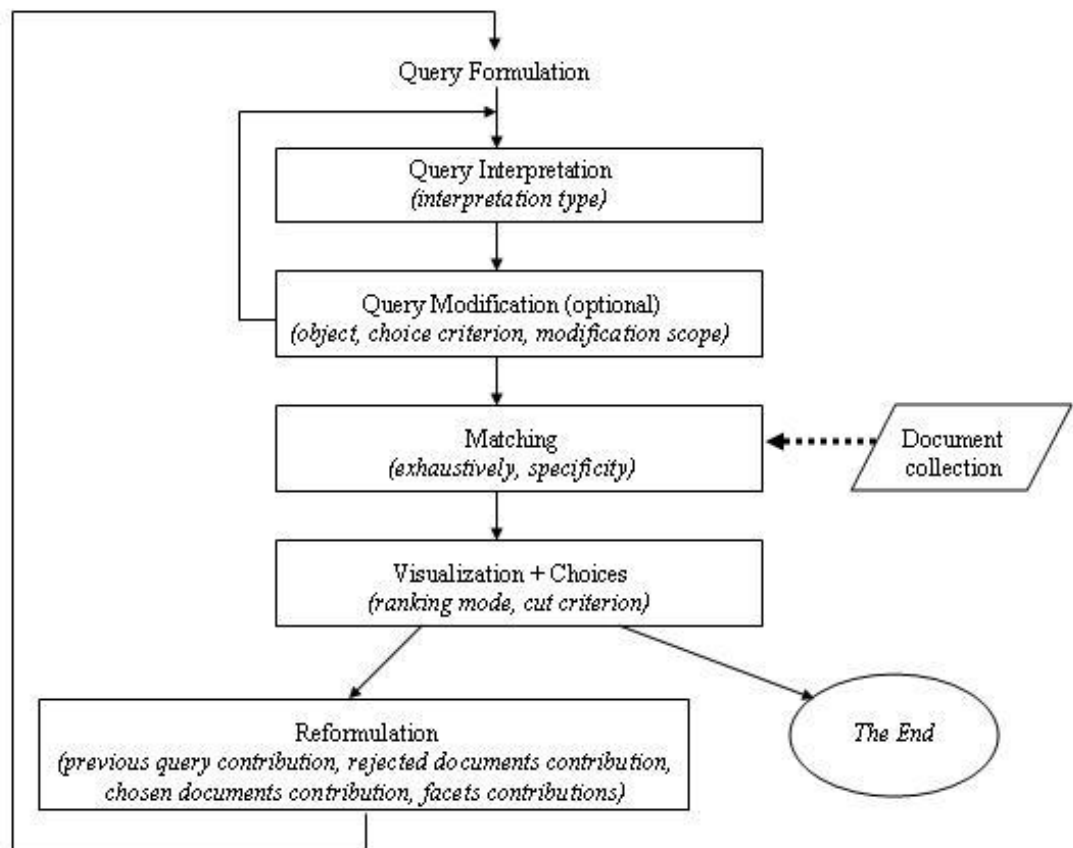 Query Formulation
Query Interpretation
(interpretation type)
Query Modification (optional)
(object, choice criterion, modification scope)
Matching
(exhaustively, specificity)
Document
collection
Visualization + Choices
(ranking mode, cut criterion)
Reformulation
(previous query contribution, rejected documents contribution,
chosen documents contribution, facets contributions)
The End